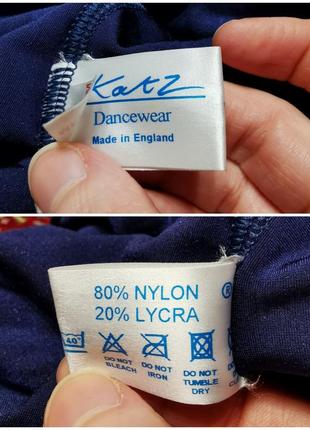 Katz
Dancewear
Made in England
80% NYLON
20% LYCRA ®
40°
DO NOT
BLEACH
DO NOT
IRON
DO NOT
TUMBLE
DRY